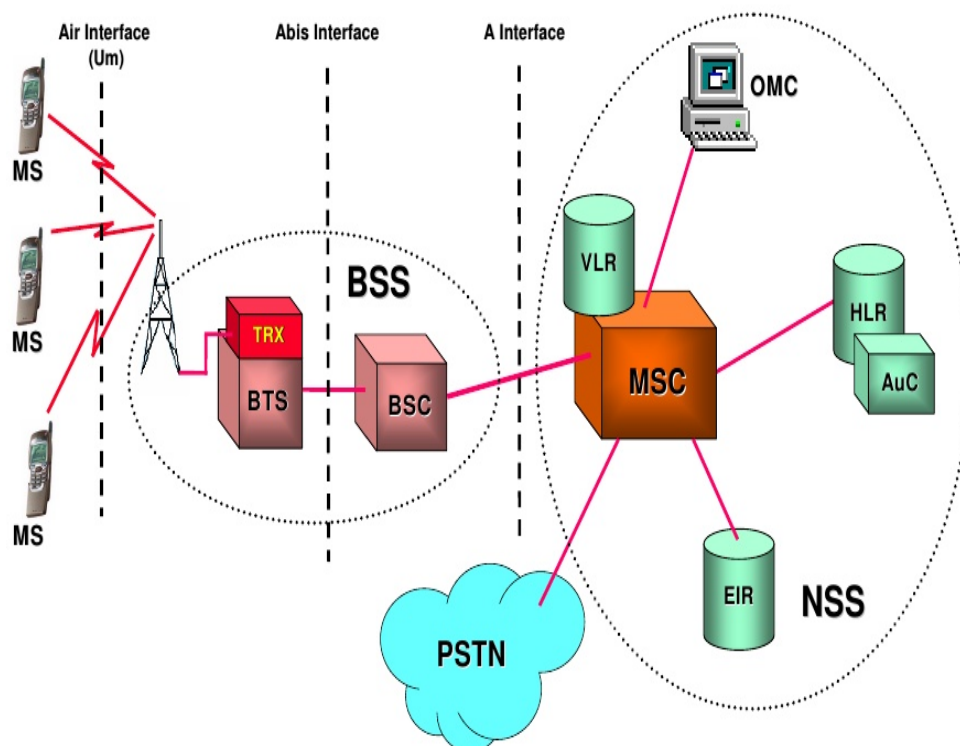 Air Interface
(Um)
Abis Interface
A Interface
OMC
MS
VLR
BSS
HLR
TRX
MSC
AuC
MS
BTS
BSC
MS
EIR
NSS
PSTN